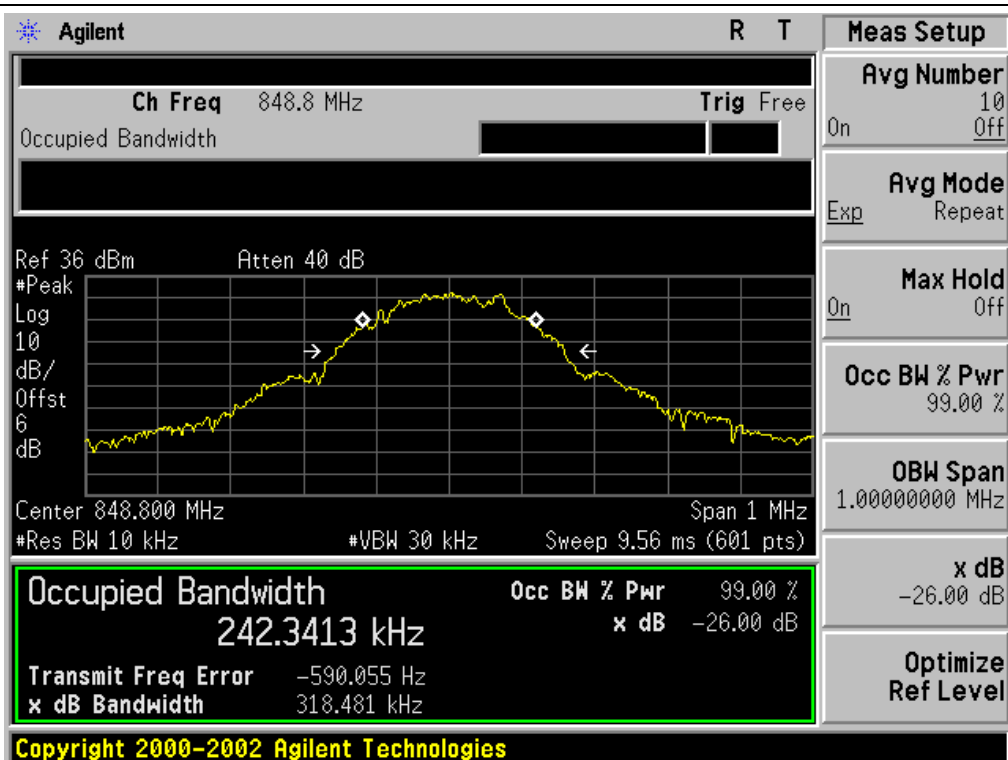 Agilent R T
Ch Freq 848.8 MHz Trig Free
Occupied Bandwidth
Ref 36 dBm Atten 40 dB
#Peak
Log
10
dB/
Offst
6
dB
Center 848.800 MHz Span 1 MHz
#Res BW 10 kHz #VBW 30 kHz Sweep 9.56 ms (601 pts)
Occupied Bandwidth Occ BW % Pwr 99.00 %
242.3413 kHz x dB -26.00 dB
Transmit Freq Error -590.055 Hz
x dB Bandwidth 318.481 kHz
Copyright 2000-2002 Agilent Technologies
Meas Setup
Avg Number
10
On Off
Avg Mode
Exp Repeat
Max Hold
On Off
Occ BW % Pwr
99.00 %
OBW Span
1.00000000 MHz
x dB
-26.00 dB
Optimize
Ref Level